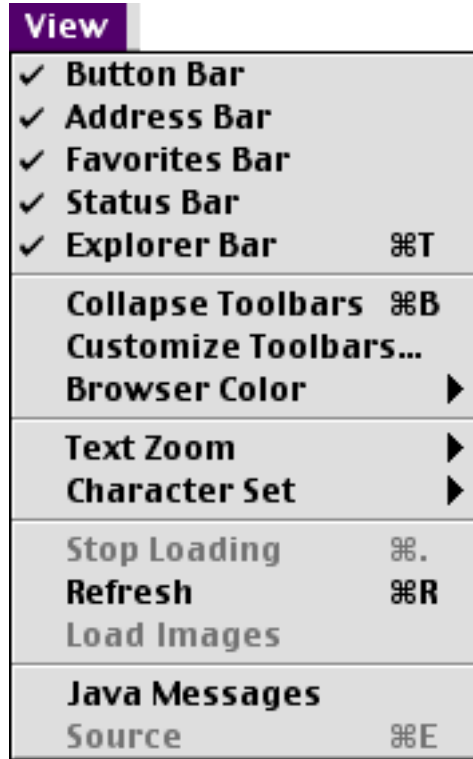 View
✓ Button Bar
✓ Address Bar
✓ Favorites Bar
✓ Status Bar
✓ Explorer Bar ⌘T
Collapse Toolbars ⌘B
Customize Toolbars...
Browser Color ▶
Text Zoom ▶
Character Set ▶
Stop Loading ⌘.
Refresh ⌘R
Load Images
Java Messages
Source ⌘E